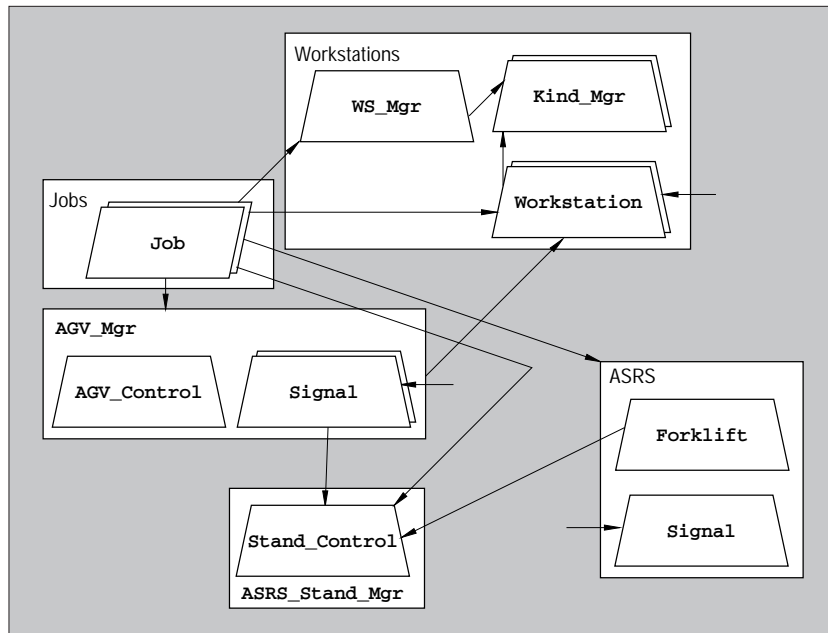 Workstations
WS_Mgr
Kind_Mgr
Workstation
Jobs
Job
AGV_Mgr
AGV_Control
Signal
ASRS
Forklift
Signal
Stand_Control
ASRS_Stand_Mgr